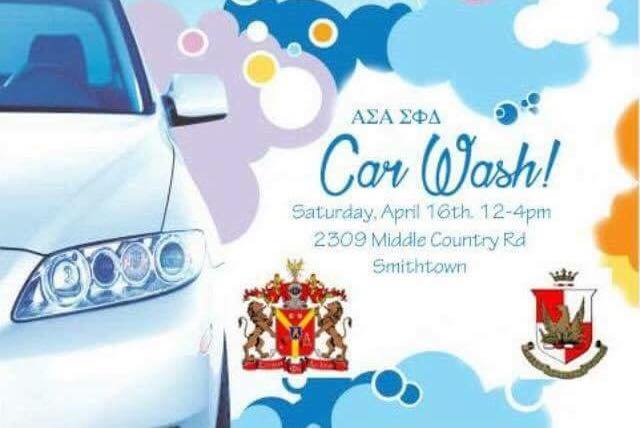 ΑΣΑ ΣΦΔ
Car Wash!
Saturday, April 16th. 12-4pm
2309 Middle Country Rd
Smithtown